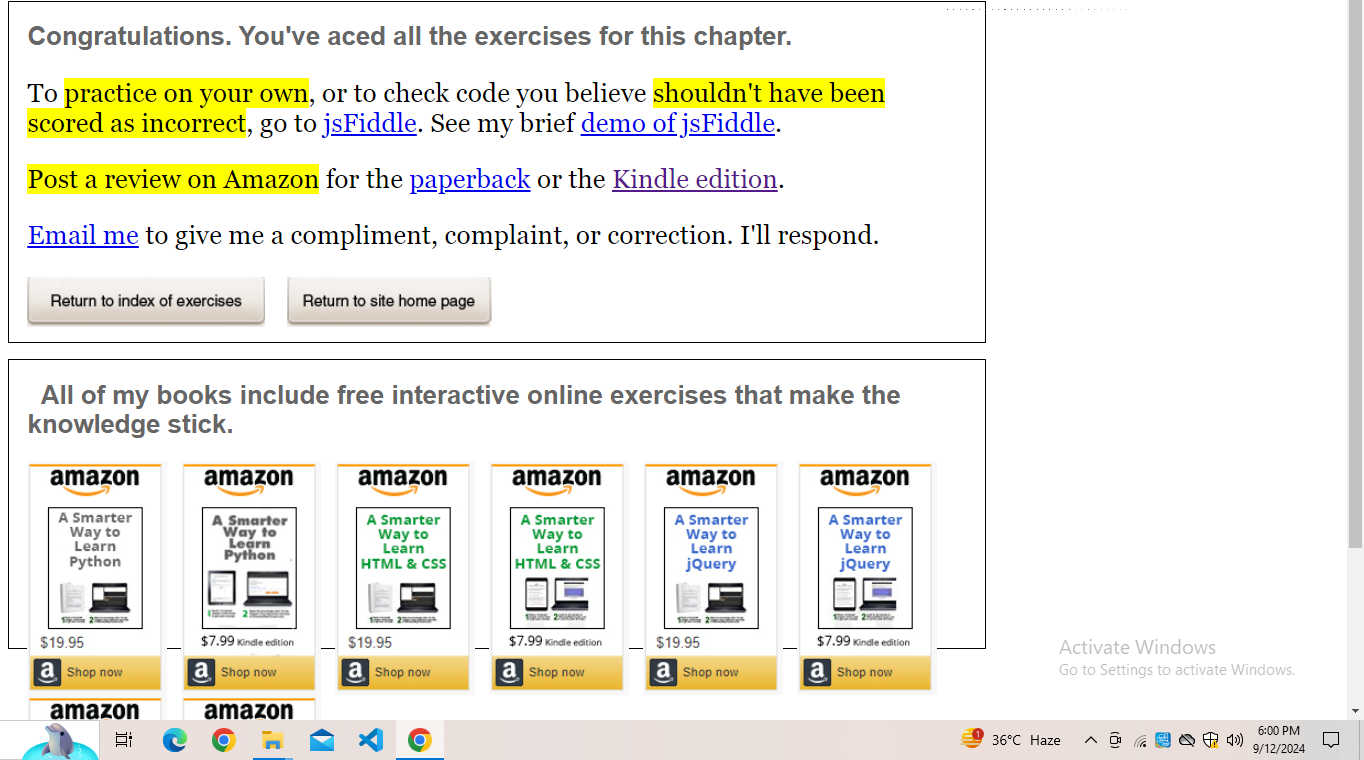 Congratulations. You've aced all the exercises for this chapter.
To practice on your own, or to check code you believe shouldn't have been
scored as incorrect, go to jsFiddle. See my brief demo of jsFiddle.
Post a review on Amazon for the paperback or the Kindle edition.
Email me to give me a compliment, complaint, or correction. I'll respond.
Return to index of exercises Return to site home page
All of my books include free interactive online exercises that make the
knowledge stick.
amazon amazon amazon amazon amazon amazon
A Smarter Way to Learn Python
A Smarter Way to Learn Python
A Smarter Way to Learn HTML & CSS
A Smarter Way to Learn HTML & CSS
A Smarter Way to Learn jQuery
A Smarter Way to Learn jQuery
$19.95 $7.99 Kindle edition $19.95 $7.99 Kindle edition $19.95 $7.99 Kindle edition
a Shop now a Shop now a Shop now a Shop now a Shop now a Shop now
amazon amazon
Activate Windows
Go to Settings to activate Windows.
1 36°C Haze
6:00 PM
9/12/2024